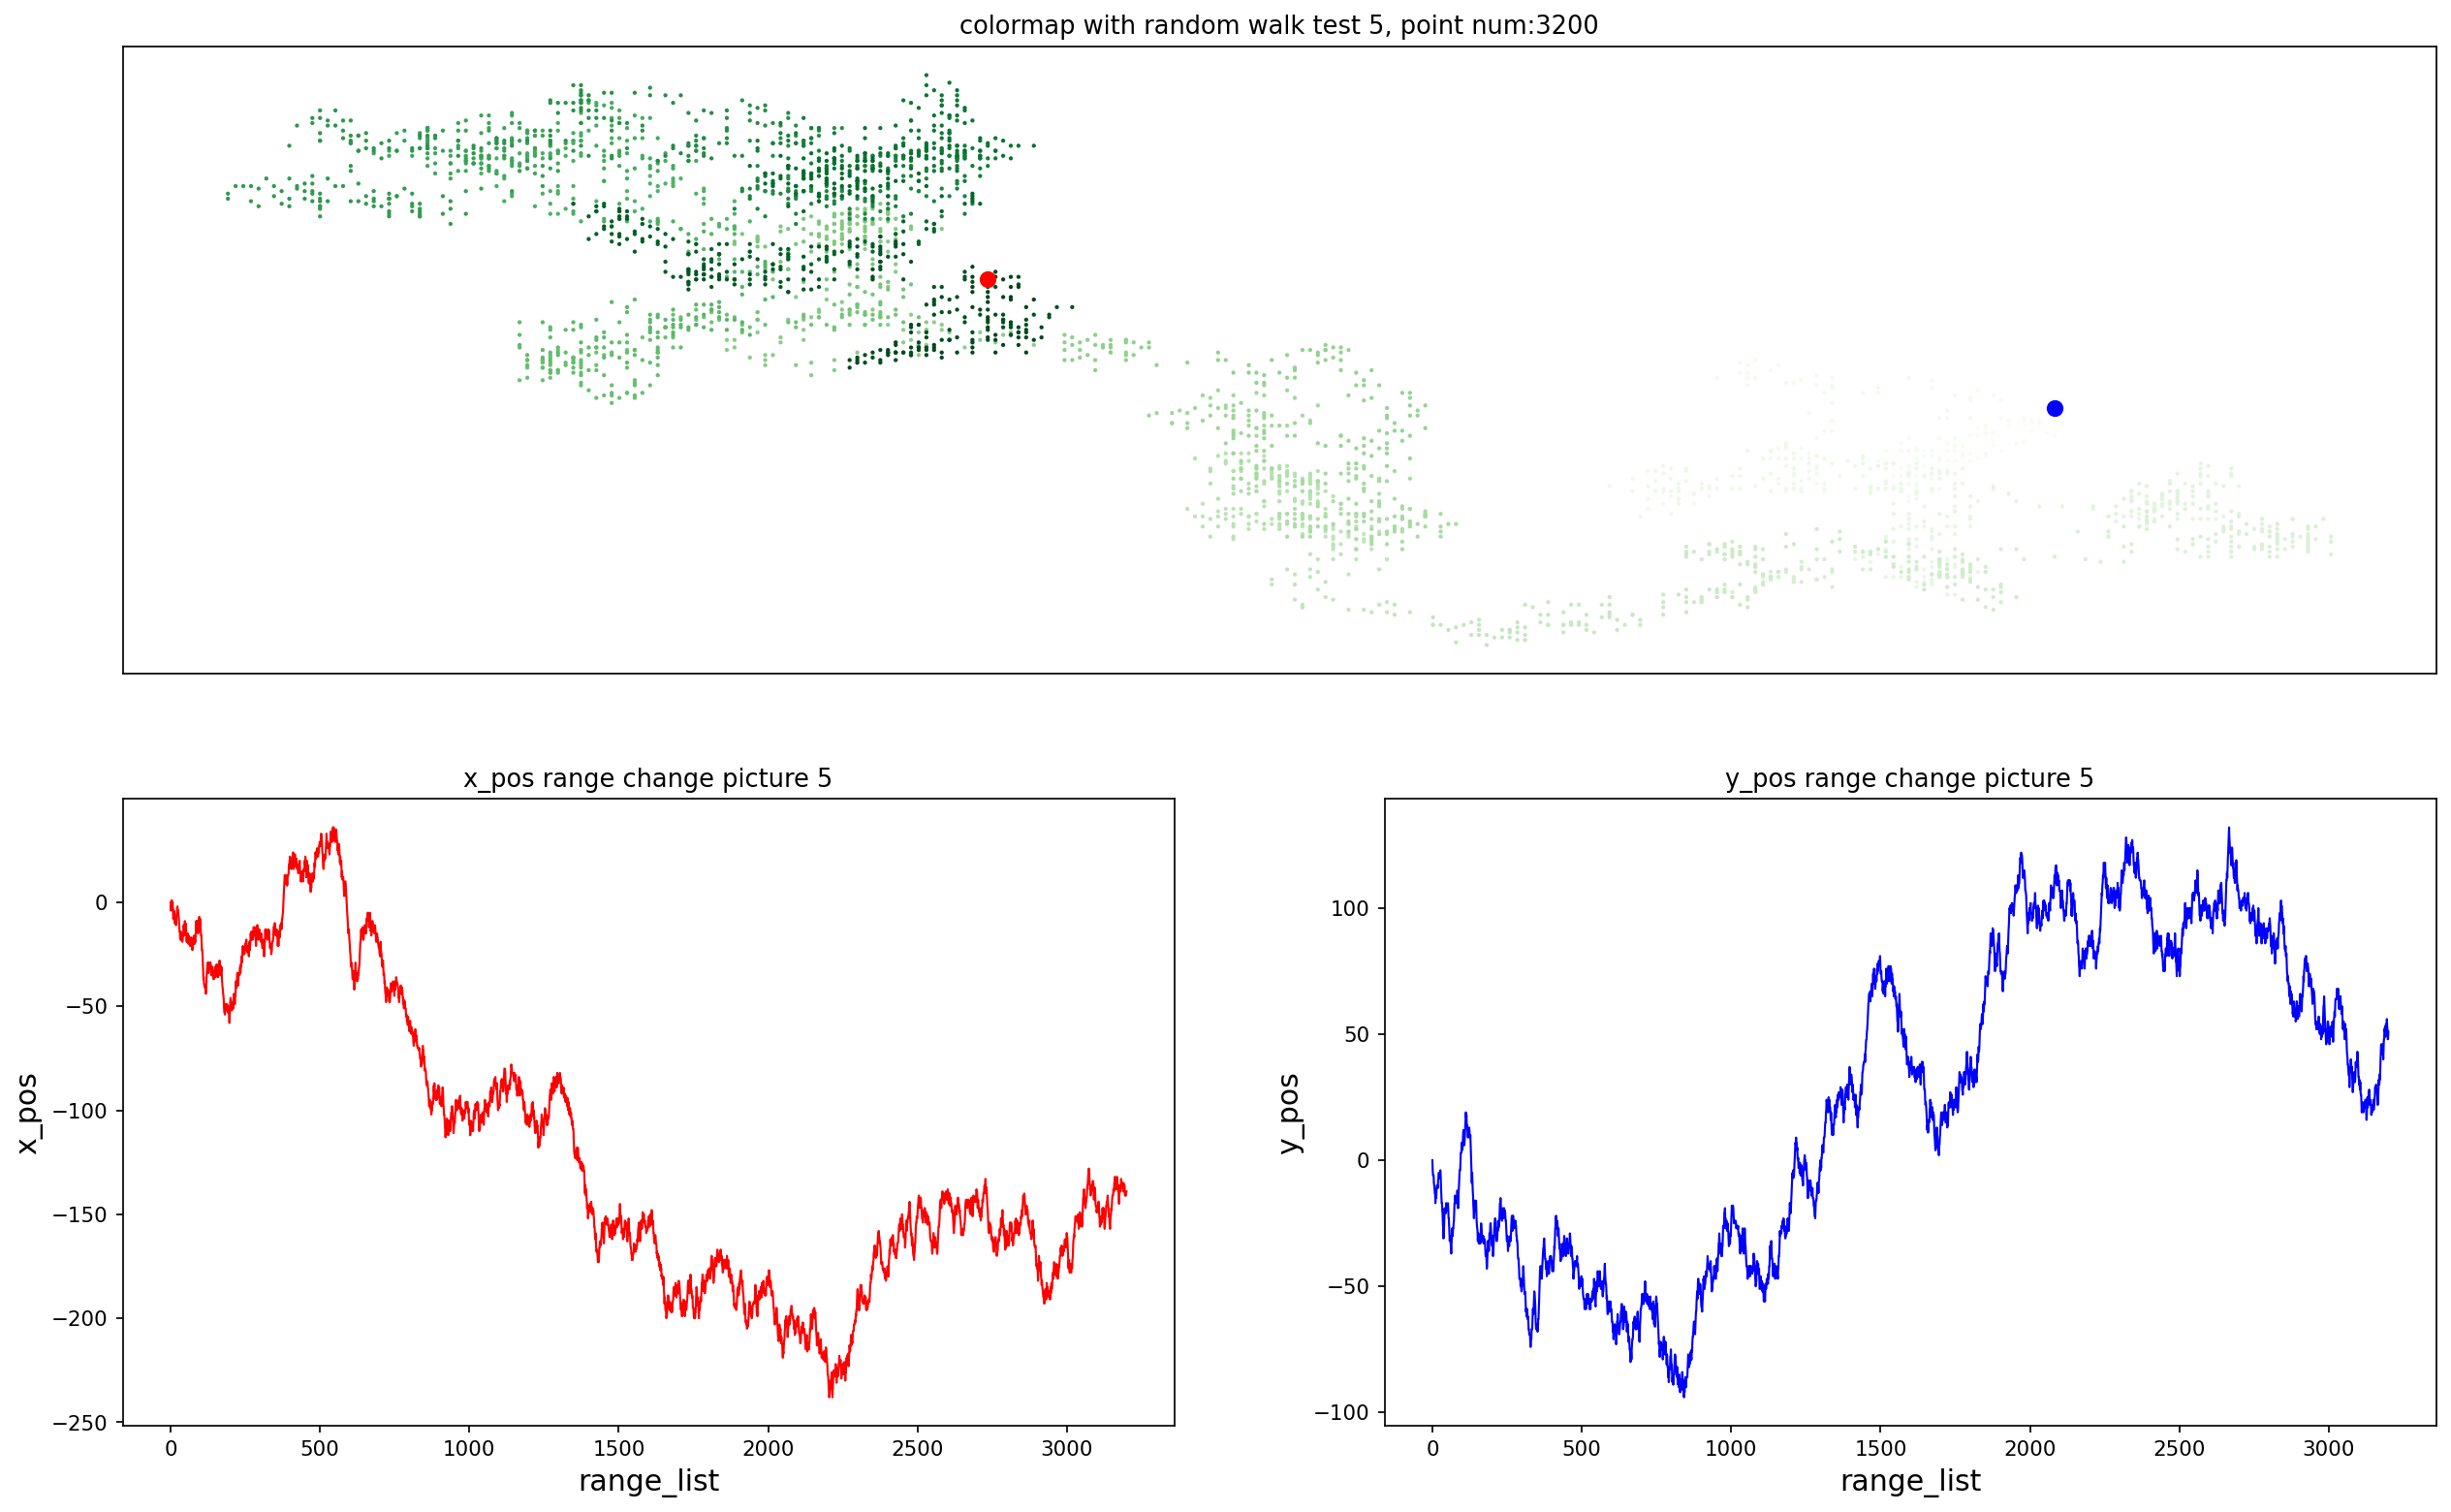 colormap with random walk test 5, point num:3200
x_pos range change picture 5
0
−50
−100
−150
−200
−250
x_pos
0 500 1000 1500 2000 2500 3000
range_list
y_pos range change picture 5
100
50
0
−50
−100
y_pos
0 500 1000 1500 2000 2500 3000
range_list